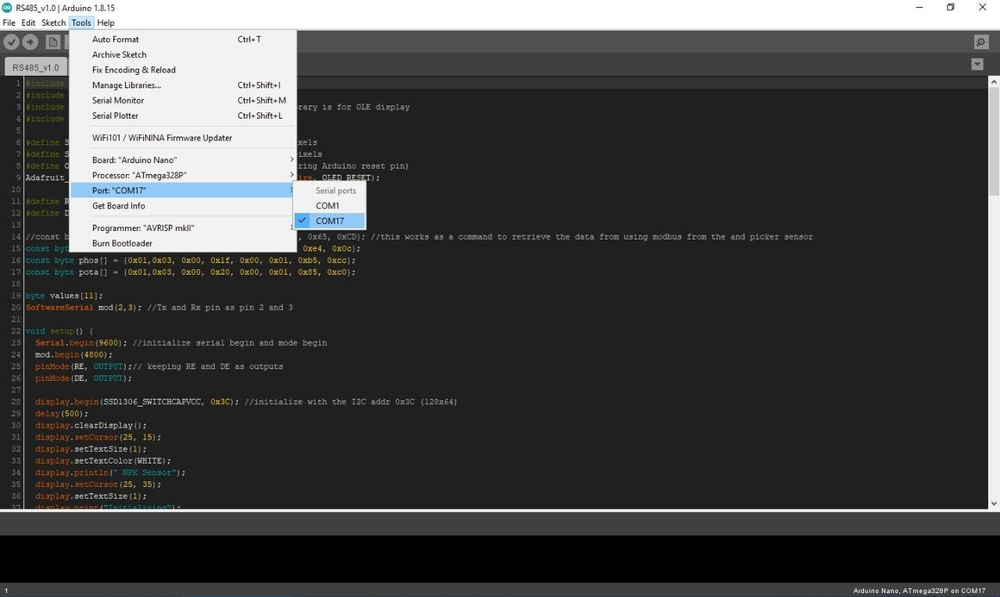 RS485_v1.0 | Arduino 1.8.15
File Edit Sketch Tools Help
Auto Format Ctrl+T
Archive Sketch
Fix Encoding & Reload
Manage Libraries... Ctrl+Shift+I
Serial Monitor Ctrl+Shift+M
Serial Plotter Ctrl+Shift+L
WiFi101 / WiFiNINA Firmware Updater
Board: "Arduino Nano"
Processor: "ATmega328P"
Port: "COM17"
Get Board Info
Programmer: "AVRISP mkII"
Burn Bootloader
Serial ports
COM1
COM17
RS485_v1.0
1 #include
2 #include
3 #include rary is for OLE display
4 #include
5
6 #define S xels
7 #define S ixels
8 #define O ring Arduino reset pin)
9 Adafruit_ ire, OLED_RESET);
10
11 #define R
12 #define D
13
14 //const b , 0x65, 0xCD}; //this works as a command to retrieve the data from using modbus from the and picker sensor
15 const byt 0xe4, 0x0c};
16 const byte phos[] = {0x01,0x03, 0x00, 0x1f, 0x00, 0x01, 0xb5, 0xcc};
17 const byte pota[] = {0x01,0x03, 0x00, 0x20, 0x00, 0x01, 0x85, 0xc0};
18
19 byte values[11];
20 SoftwareSerial mod(2,3); //Tx and Rx pin as pin 2 and 3
21
22 void setup() {
23 Serial.begin(9600); //initialize serial begin and mode begin
24 mod.begin(4800);
25 pinMode(RE, OUTPUT);// keeping RE and DE as outputs
26 pinMode(DE, OUTPUT);
27
28 display.begin(SSD1306_SWITCHCAPVCC, 0x3C); //initialize with the I2C addr 0x3C (128x64)
29 delay(500);
30 display.clearDisplay();
31 display.setCursor(25, 15);
32 display.setTextSize(1);
33 display.setTextColor(WHITE);
34 display.println(" NPK Sensor");
35 display.setCursor(25, 35);
36 display.setTextSize(1);
37 display.print("Initializing");
1
Arduino Nano, ATmega328P on COM17